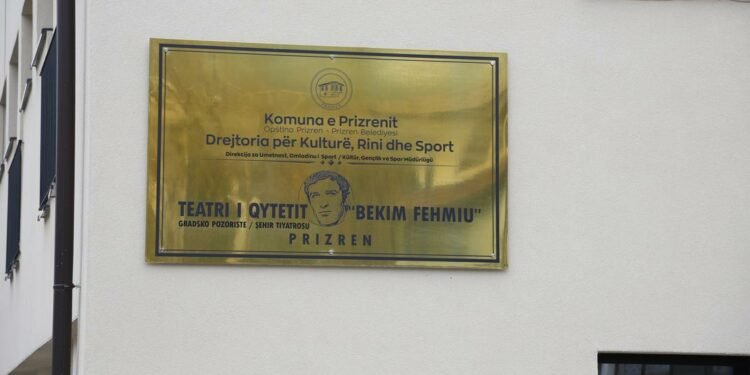 Komuna e Prizrenit
Opština Prizren - Prizren Belediyesi
Drejtoria për Kulturë, Rini dhe Sport
Direkcija za Umetnost, Omladinu i Sport / Kültür, Gençlik ve Spor Müdürlüğü
TEATRI I QYTETIT "BEKIM FEHMIU"
GRADSKO POZORISTE / ŞEHIR TIYATROSU
PRIZREN